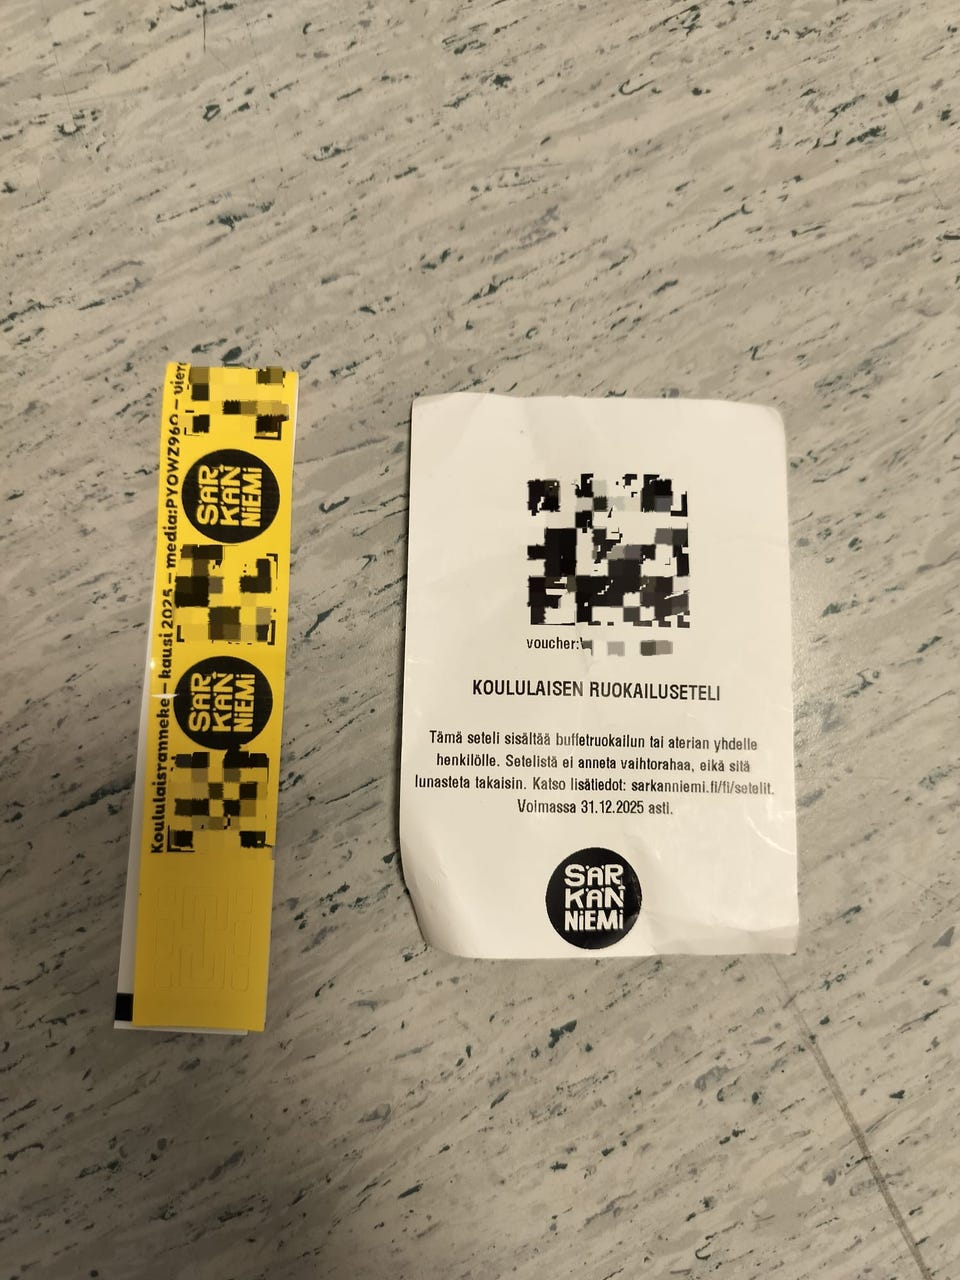 Koululaisranneke – kausi 2025 – media:PYOWZ960 –
SÄR
KÄN
NiEMi
SÄR
KÄN
NiEMi
voucher:
KOULULAISEN RUOKAILUSETELI
Tämä seteli sisältää buffetruokailun tai aterian yhdelle
henkilölle. Setelistä ei anneta vaihtorahaa, eikä sitä
lunasteta takaisin. Katso lisätiedot: sarkanniemi.fi/fi/setelit.
Voimassa 31.12.2025 asti.
SÄR
KÄN
NiEMi